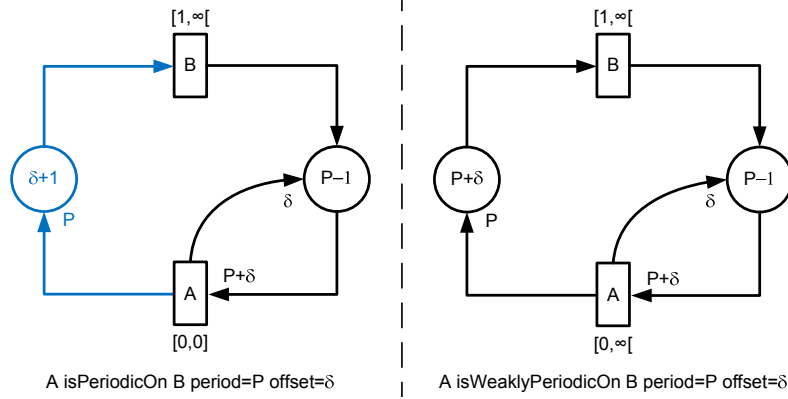 [1,∞[
B
δ+1
P−1
P
δ
P+δ
A
[0,0]
A isPeriodicOn B period=P offset=δ
[1,∞[
B
P+δ
P−1
P
δ
P+δ
A
[0,∞[
A isWeaklyPeriodicOn B period=P offset=δ